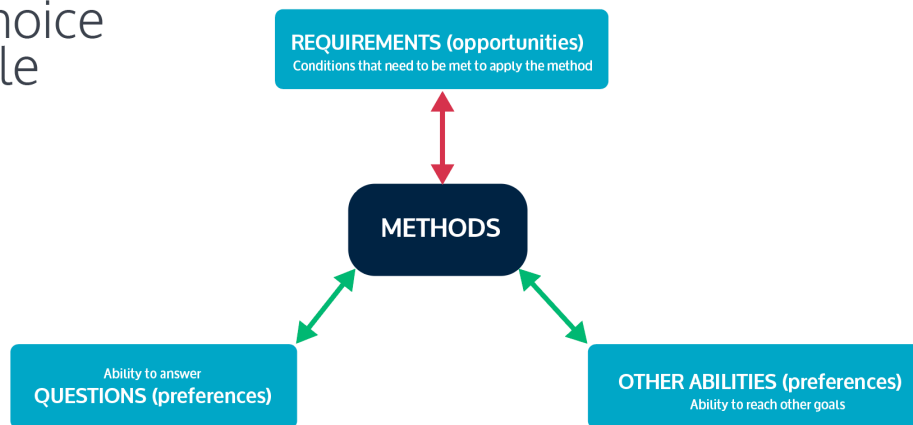 hoice
le
REQUIREMENTS (opportunities)
Conditions that need to be met to apply the method
METHODS
Ability to answer
QUESTIONS (preferences)
OTHER ABILITIES (preferences)
Ability to reach other goals